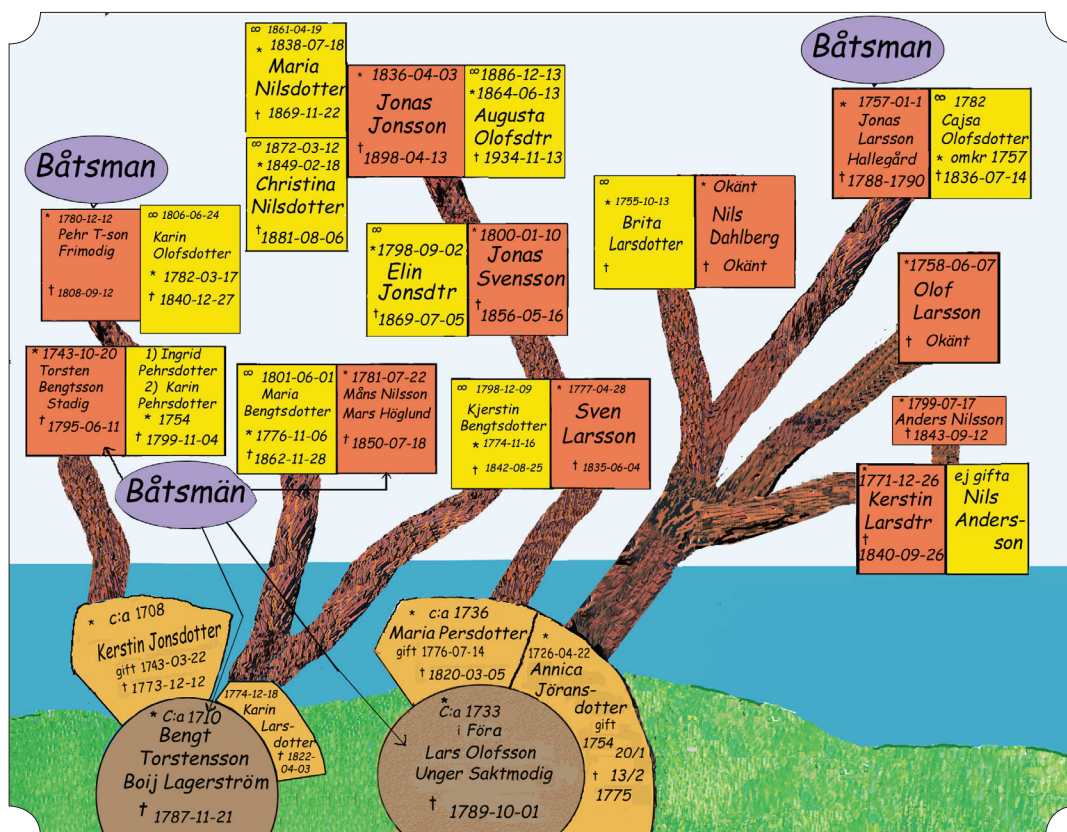 ∞ 1861-04-19
* 1838-07-18
Maria
Nilsdotter
† 1869-11-22
∞ 1872-03-12
* 1849-02-18
Christina
Nilsdotter
† 1881-08-06
* 1836-04-03
Jonas
Jonsson
†
1898-04-13
∞ 1886-12-13
* 1864-06-13
Augusta
Olofsdtr
† 1934-11-13
Båtsman
* 1757-01-1
Jonas
Larsson
Hallegård
† 1788-1790
∞ 1782
Cajsa
Olofsdotter
* omkr 1757
† 1836-07-14
Båtsman
* 1780-12-12
Pehr T-son
Frimodig
† 1808-09-12
∞ 1806-06-24
Karin
Olofsdotter
* 1782-03-17
† 1840-12-27
∞
* 1798-09-02
Elin
Jonsdtr
† 1869-07-05
* 1800-01-10
Jonas
Svensson
†
1856-05-16
∞
* 1755-10-13
Brita
Larsdotter
†
* Okänt
Nils
Dahlberg
† Okänt
* 1758-06-07
Olof
Larsson
† Okänt
* 1743-10-20
Torsten
Bengtsson
Stadig
† 1795-06-11
1) Ingrid
Pehrsdotter
2) Karin
Pehrsdotter
* 1754
† 1799-11-04
∞ 1801-06-01
Maria
Bengtsdotter
* 1776-11-06
† 1862-11-28
* 1781-07-22
Måns Nilsson
Mars Höglund
† 1850-07-18
∞ 1798-12-09
Kjerstin
Bengtsdotter
* 1774-11-16
† 1842-08-25
* 1777-04-28
Sven
Larsson
† 1835-06-04
* 1799-07-17
Anders Nilsson
† 1843-09-12
*
1771-12-26
Kerstin
Larsdtr
†
1840-09-26
ej gifta
Nils
Anders-
son
Båtsmän
* c:a 1708
Kerstin Jonsdotter
gift 1743-03-22
† 1773-12-12
1774-12-18
Karin
Lars-
dotter
† 1822-
04-03
* C:a 1710
Bengt
Torstensson
Boij Lagerström
† 1787-11-21
* c:a 1736
Maria Persdotter
gift 1776-07-14
† 1820-03-05
*
1726-04-22
Annica
Jörans-
dotter
gift
1754
20/1
† 13/2
1775
*
C:a 1733
i Föra
Lars Olofsson
Unger Saktmodig
† 1789-10-01